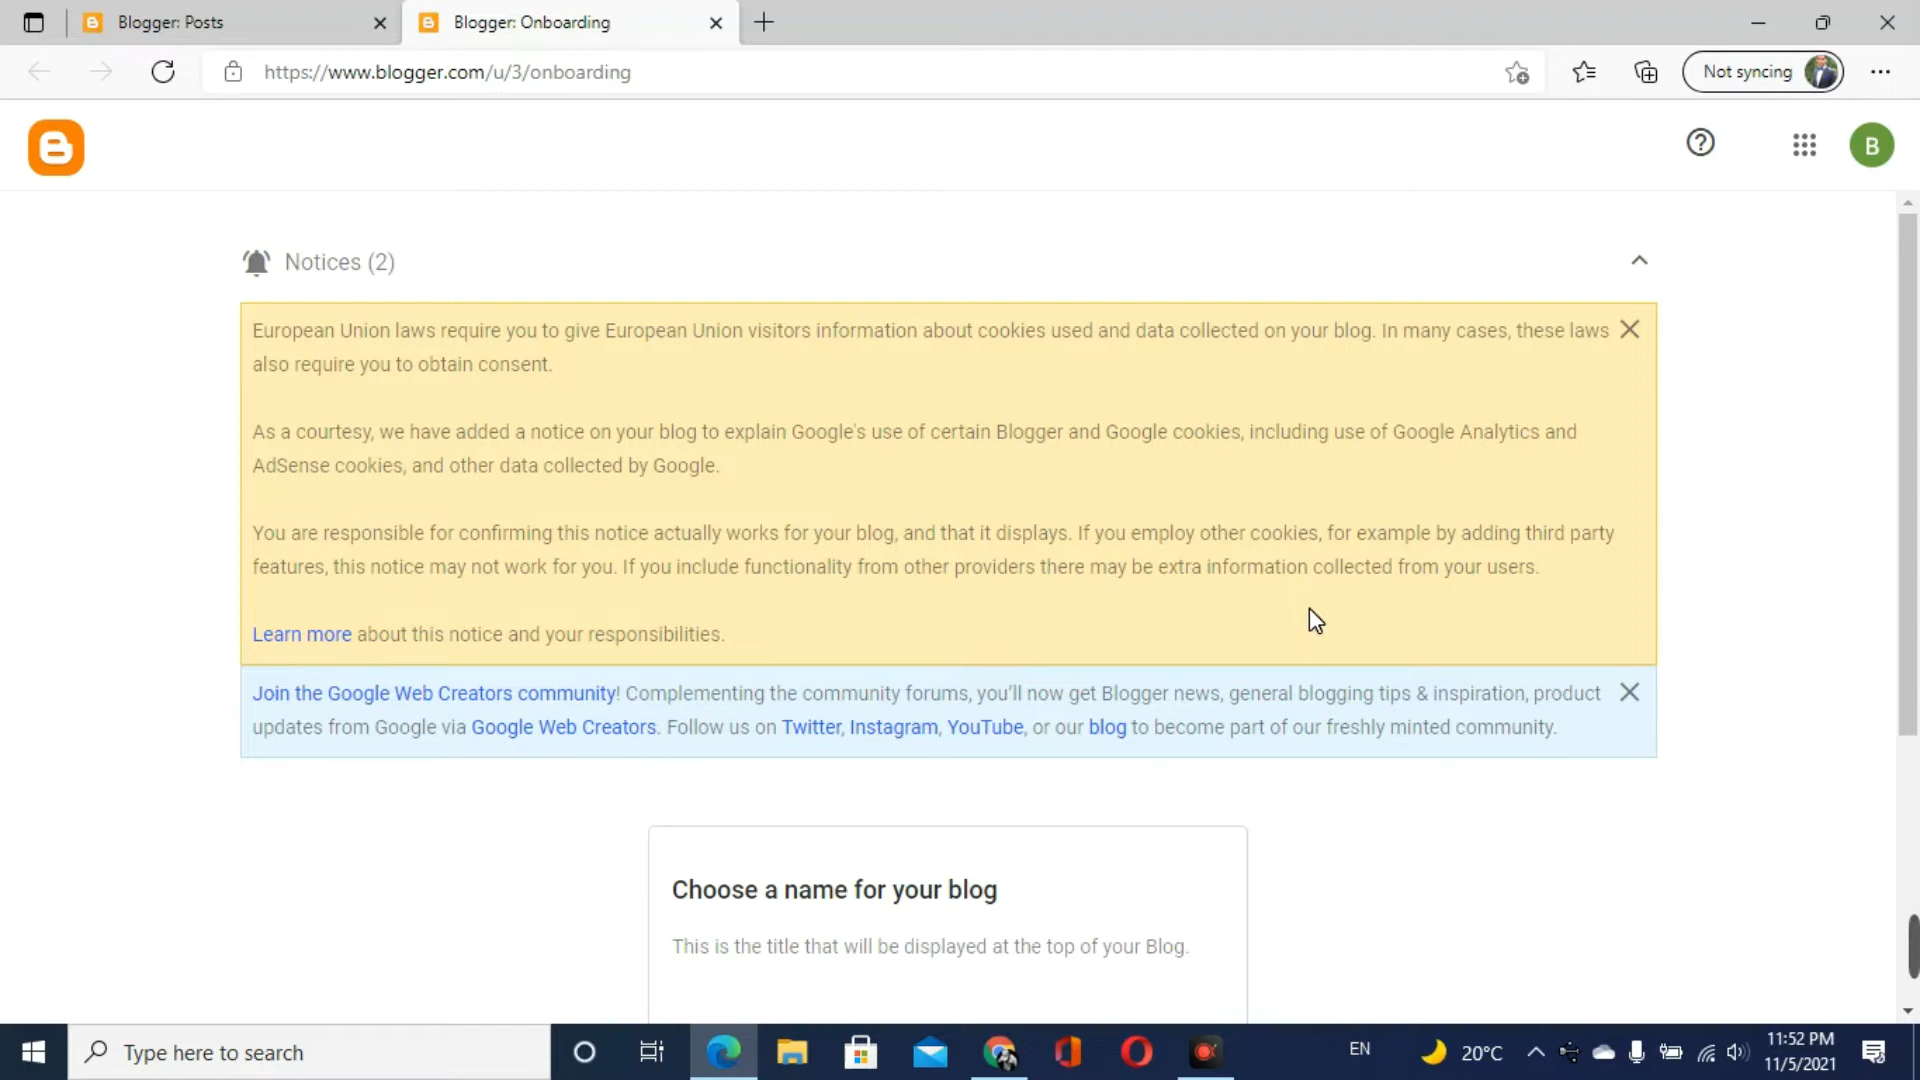 Blogger: Posts
Blogger: Onboarding
https://www.blogger.com/u/3/onboarding
Not syncing
B
Notices (2)
European Union laws require you to give European Union visitors information about cookies used and data collected on your blog. In many cases, these laws
also require you to obtain consent.
As a courtesy, we have added a notice on your blog to explain Google's use of certain Blogger and Google cookies, including use of Google Analytics and
AdSense cookies, and other data collected by Google.
You are responsible for confirming this notice actually works for your blog, and that it displays. If you employ other cookies, for example by adding third party
features, this notice may not work for you. If you include functionality from other providers there may be extra information collected from your users.
Learn more about this notice and your responsibilities.
Join the Google Web Creators community! Complementing the community forums, you'll now get Blogger news, general blogging tips & inspiration, product
updates from Google via Google Web Creators. Follow us on Twitter, Instagram, YouTube, or our blog to become part of our freshly minted community.
Choose a name for your blog
This is the title that will be displayed at the top of your Blog.
Type here to search
EN
20°C
11:52 PM
11/5/2021